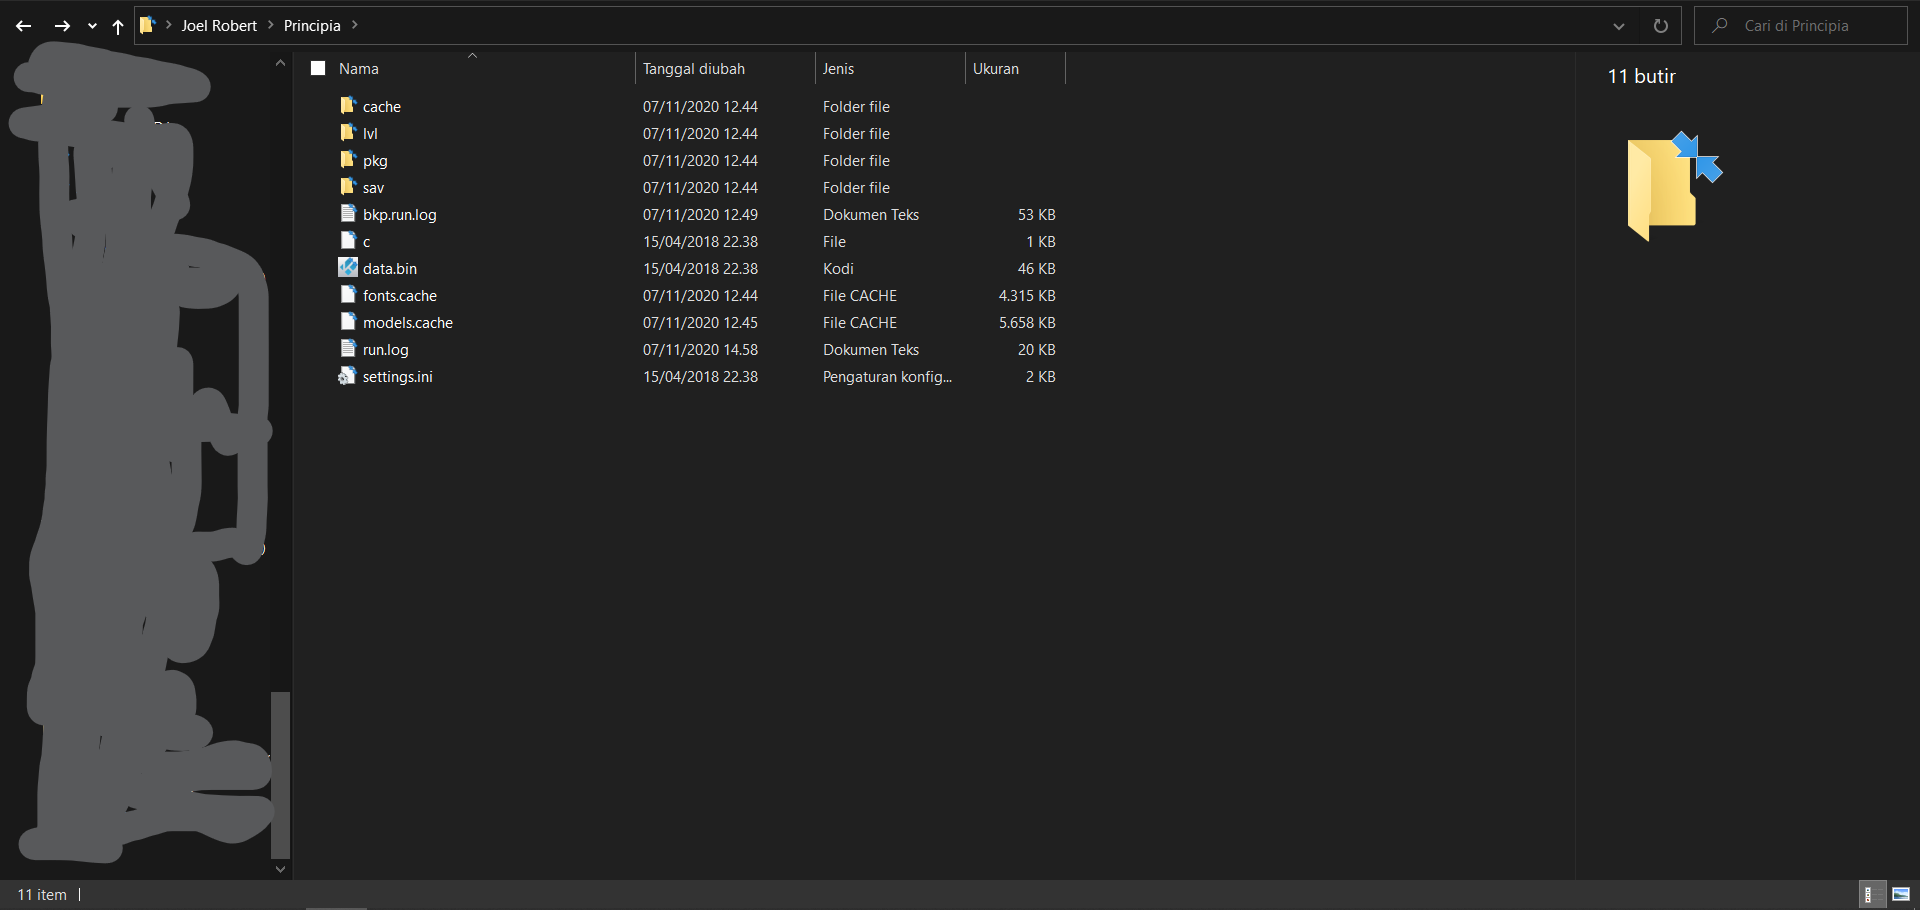 Joel Robert Principia
Cari di Principia
Nama Tanggal diubah Jenis Ukuran
11 butir
cache 07/11/2020 12.44 Folder file
lvl 07/11/2020 12.44 Folder file
pkg 07/11/2020 12.44 Folder file
sav 07/11/2020 12.44 Folder file
bkp.run.log 07/11/2020 12.49 Dokumen Teks 53 KB
c 15/04/2018 22.38 File 1 KB
data.bin 15/04/2018 22.38 Kodi 46 KB
fonts.cache 07/11/2020 12.44 File CACHE 4.315 KB
models.cache 07/11/2020 12.45 File CACHE 5.658 KB
run.log 07/11/2020 14.58 Dokumen Teks 20 KB
settings.ini 15/04/2018 22.38 Pengaturan konfig... 2 KB
11 item